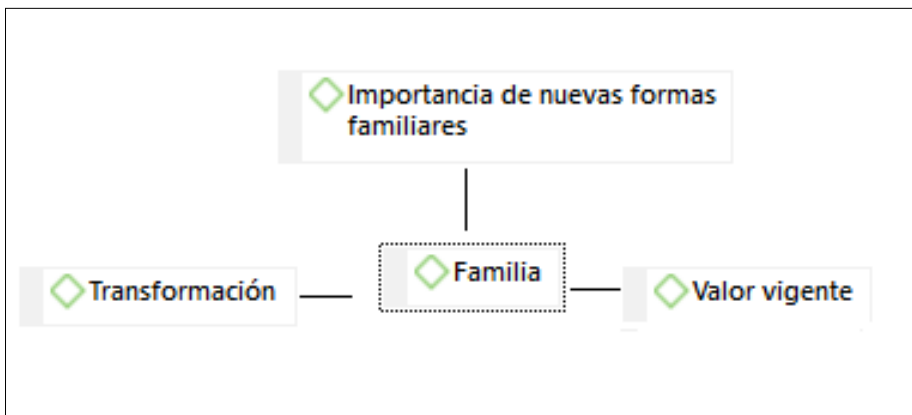 Importancia de nuevas formas
familiares
Familia
Transformación
Valor vigente